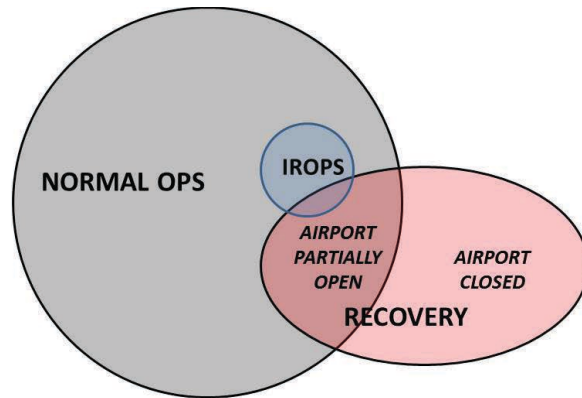 NORMAL OPS
IROPS
AIRPORT
PARTIALLY
OPEN
AIRPORT
CLOSED
RECOVERY